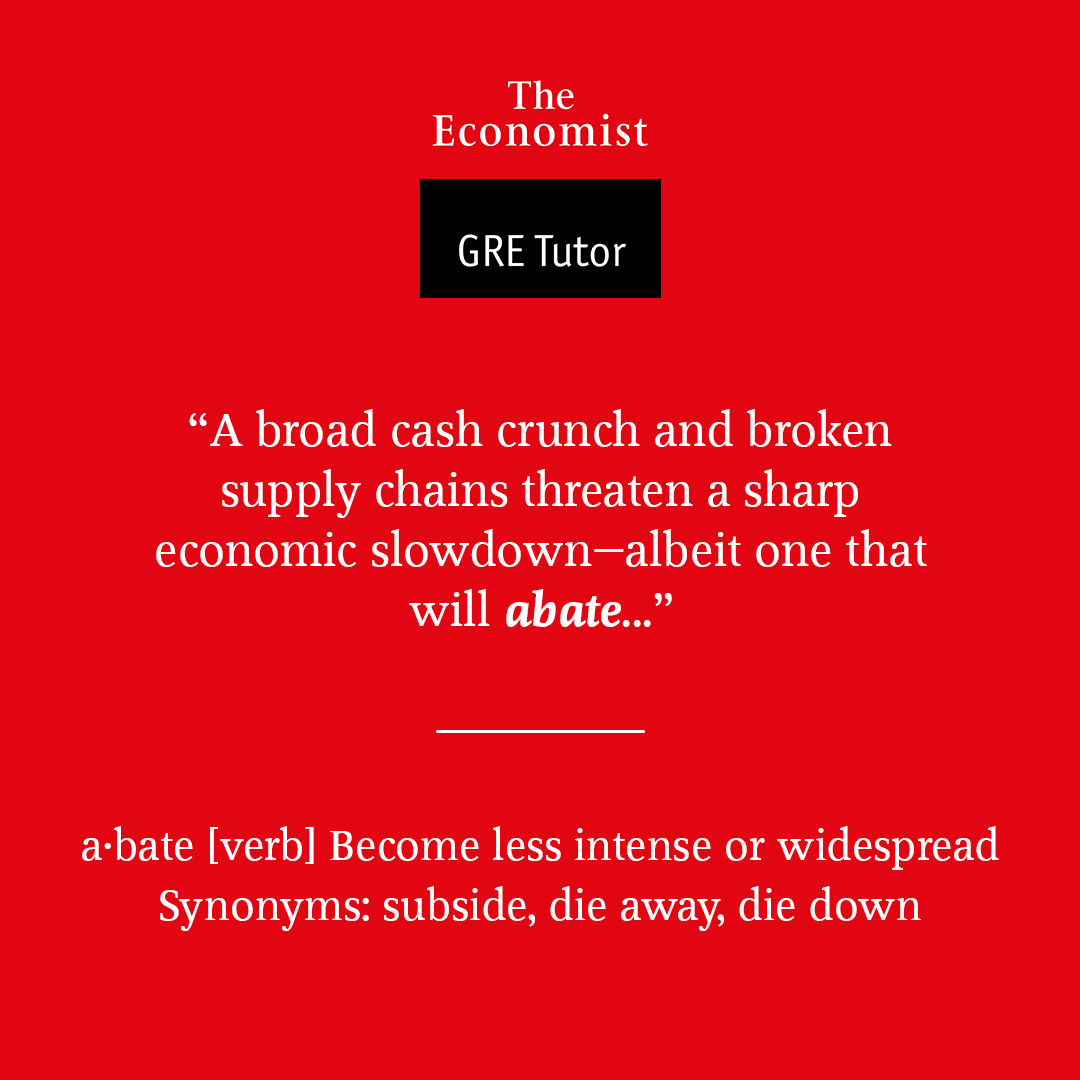 The
Economist
GRE Tutor
“A broad cash crunch and broken
supply chains threaten a sharp
economic slowdown—albeit one that
will abate...”
a·bate [verb] Become less intense or widespread
Synonyms: subside, die away, die down